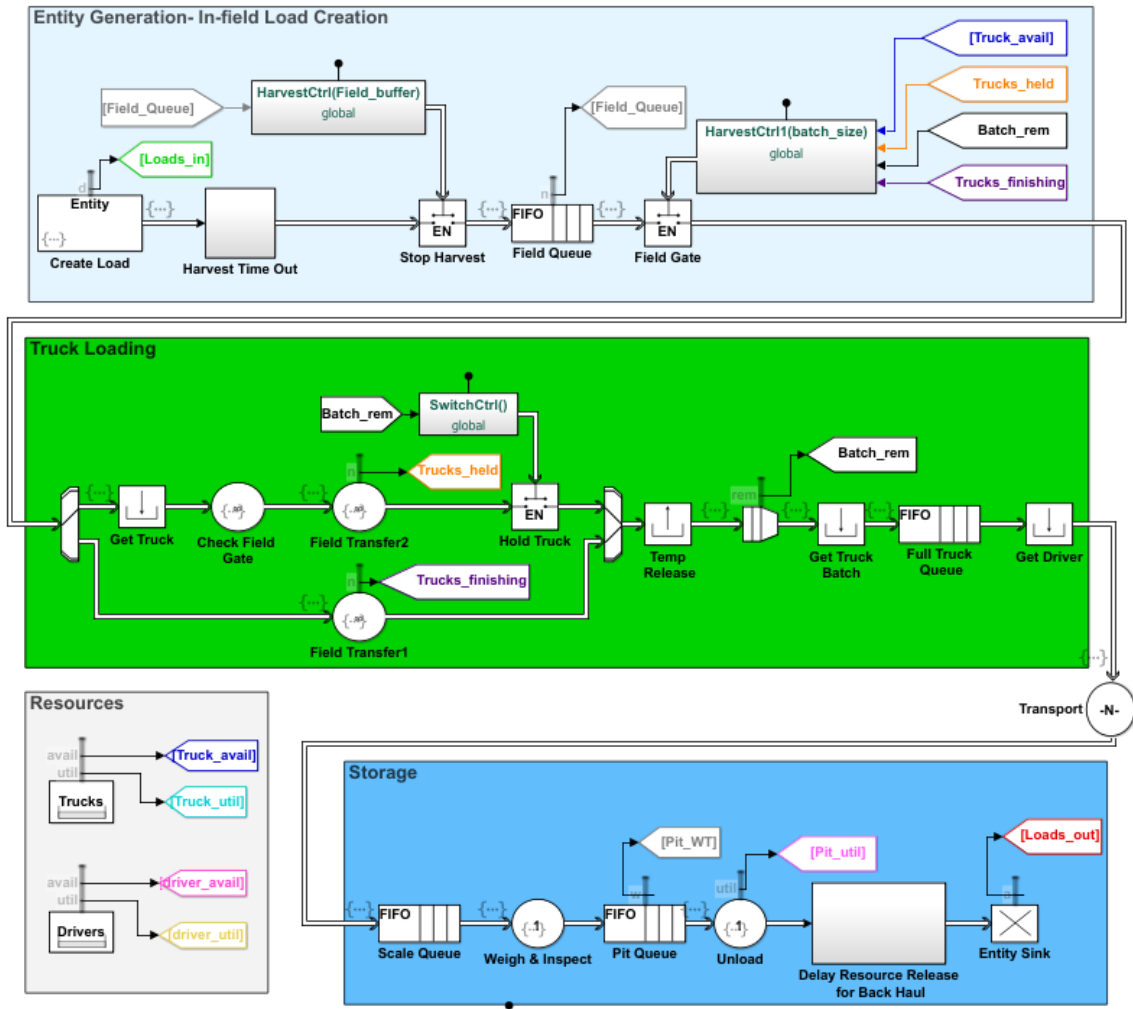 Entity Generation- In-field Load Creation
[Truck_avail]
HarvestCtrl(Field_buffer)
global
[Field_Queue]
[Field_Queue]
Trucks_held
HarvestCtrl1(batch_size)
global
Batch_rem
[Loads_in]
Trucks_finishing
d
Entity
{...}
{...}
n
{...}
{...}
EN
FIFO
EN
Create Load
Harvest Time Out
Stop Harvest
Field Queue
Field Gate
Truck Loading
Batch_rem
SwitchCtrl()
global
Batch_rem
n
Trucks_held
rem
{...}
{...}
{...}
EN
{...}
{...}
{...}
FIFO
Get Truck
Check Field
Gate
Field Transfer2
Hold Truck
Temp
Release
Get Truck
Batch
Full Truck
Queue
Get Driver
n
Trucks_finishing
{...}
Field Transfer1
{...}
Resources
Transport
-N-
avail
[Truck_avail]
util
Trucks
[Truck_util]
avail
[driver_avail]
util
Drivers
[driver_util]
Storage
[Pit_WT]
[Pit_util]
[Loads_out]
w
util
a
{...}
FIFO
{...}
{..1}
FIFO
{...}
{..1}
Scale Queue
Weigh & Inspect
Pit Queue
Unload
Delay Resource Release
for Back Haul
Entity Sink